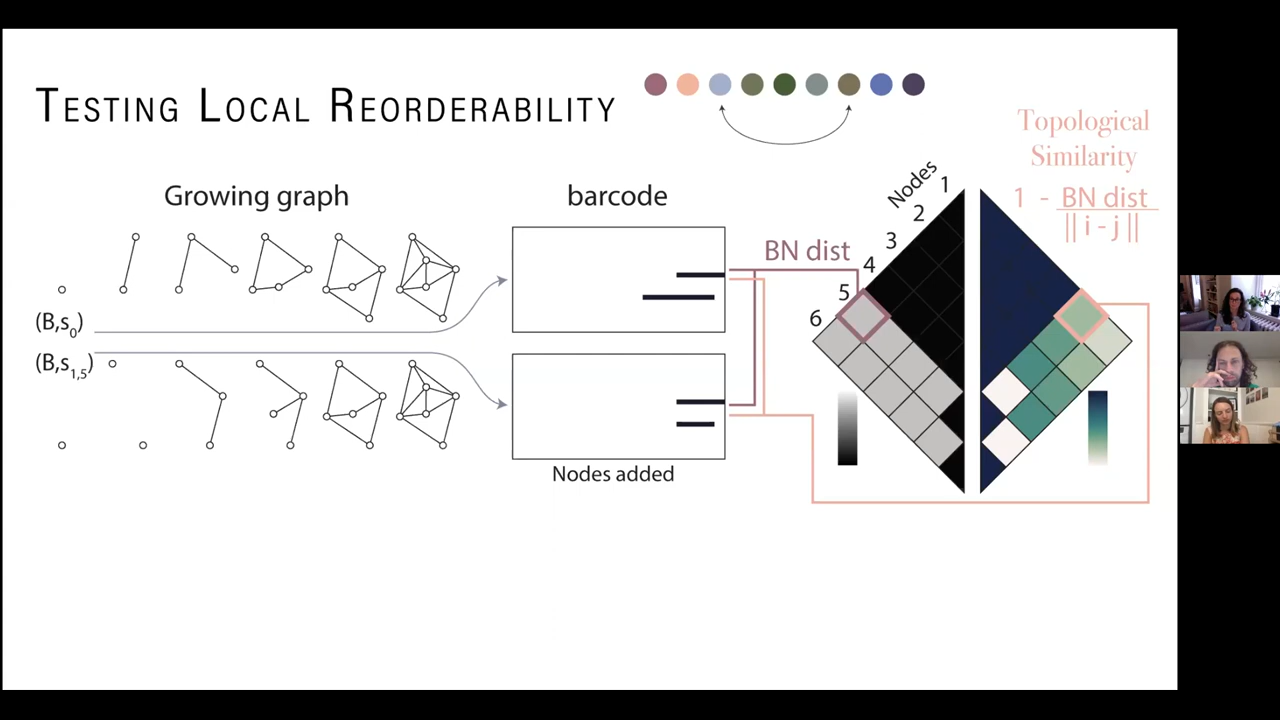 TESTING LOCAL REORDERABILITY
Topological
Similarity
1 - BN dist
|| i - j ||
Growing graph
barcode
Nodes
1
2
3
4
5
6
BN dist
(B,s0)
(B,s1,5)
Nodes added